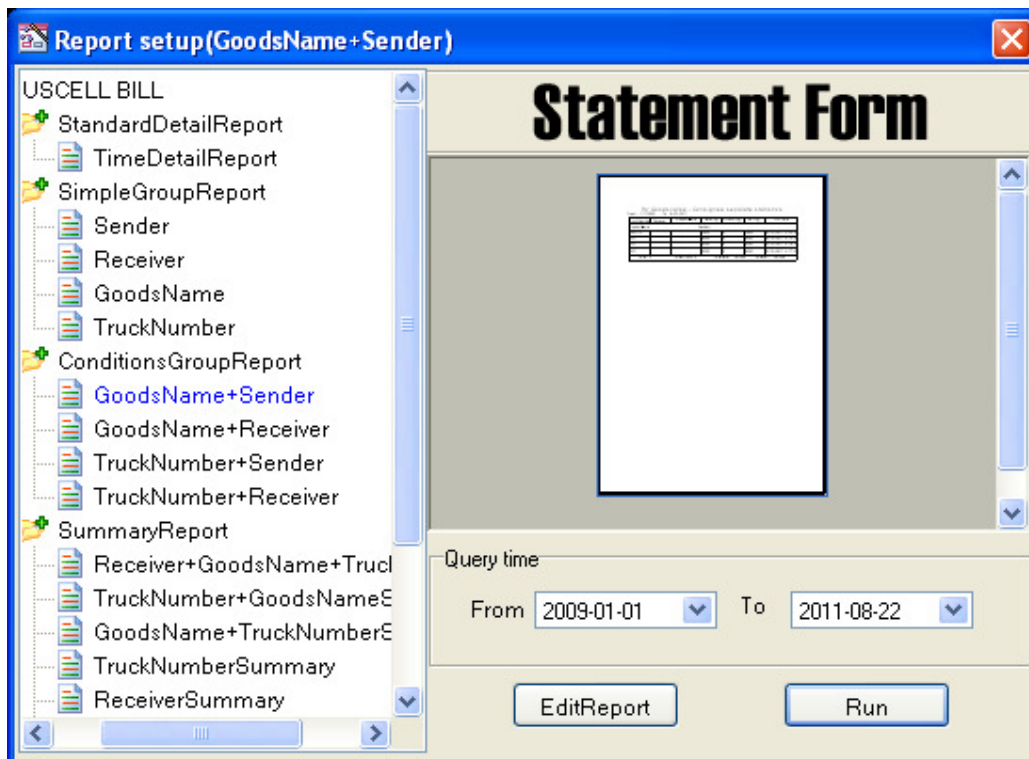 Report setup(GoodsName+Sender)
USCELL BILL
StandardDetailReport
TimeDetailReport
SimpleGroupReport
Sender
Receiver
GoodsName
TruckNumber
ConditionsGroupReport
GoodsName+Sender
GoodsName+Receiver
TruckNumber+Sender
TruckNumber+Receiver
SummaryReport
Receiver+GoodsName+Truc
TruckNumber+GoodsNameS
GoodsName+TruckNumberS
TruckNumberSummary
ReceiverSummary
Statement Form
Query time
From 2009-01-01 To 2011-08-22
EditReport Run